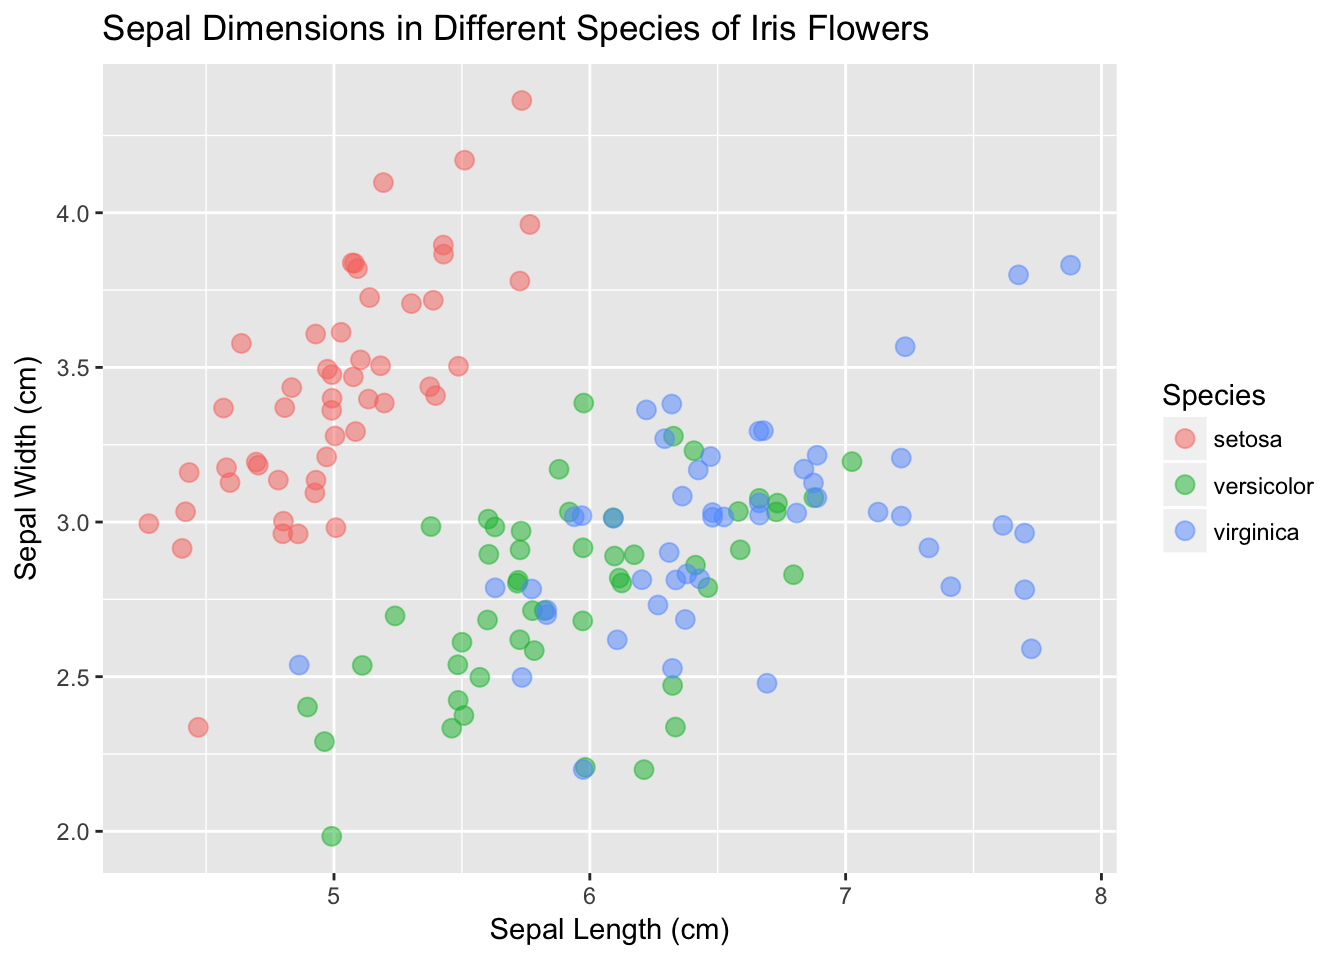 Sepal Dimensions in Different Species of Iris Flowers
4.0
3.5
3.0
2.5
2.0
Sepal Width (cm)
5 6 7 8
Sepal Length (cm)
Species
setosa
versicolor
virginica